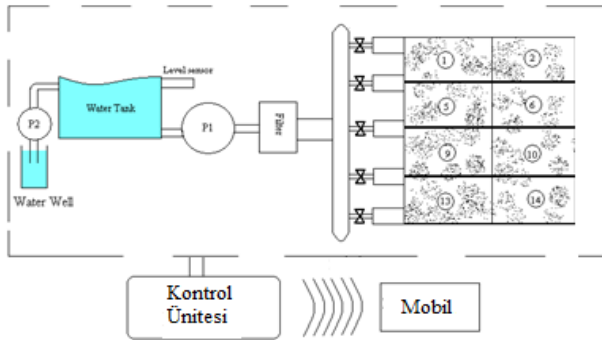 Level sensor
Water Tank
P2
P1
Filter
Water Well
1
2
5
6
9
10
13
14
Kontrol
Ünitesi
Mobil